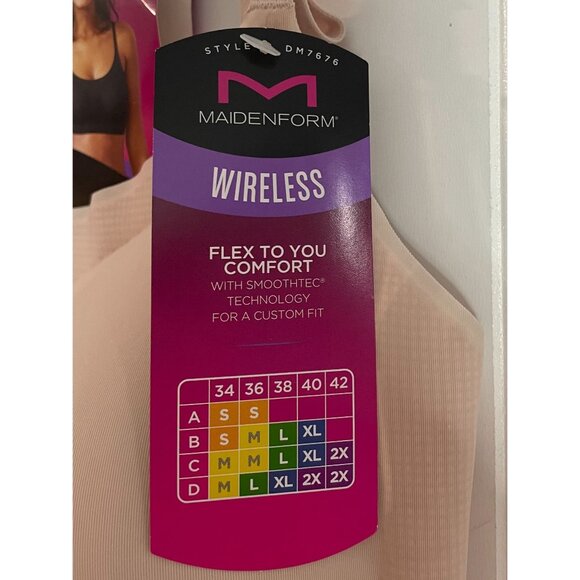 STYLE DM7676
M
MAIDENFORM®
WIRELESS
FLEX TO YOU
COMFORT
WITH SMOOTHTEC®
TECHNOLOGY
FOR A CUSTOM FIT
34 36 38 40 42
A S S
B S M L XL
C M M L XL 2X
D M L XL 2X 2X